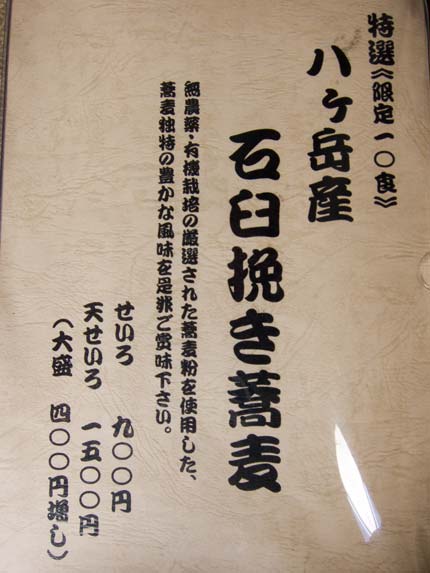 特選《限定一〇食》
八ヶ岳産
石臼挽き蕎麦
無農薬・有機栽培の厳選された蕎麦粉を使用した、
蕎麦独特の豊かな風味を是非ご賞味下さい。
せいろ 九〇〇円
天せいろ 一五〇〇円
(大盛 四〇〇円増し)